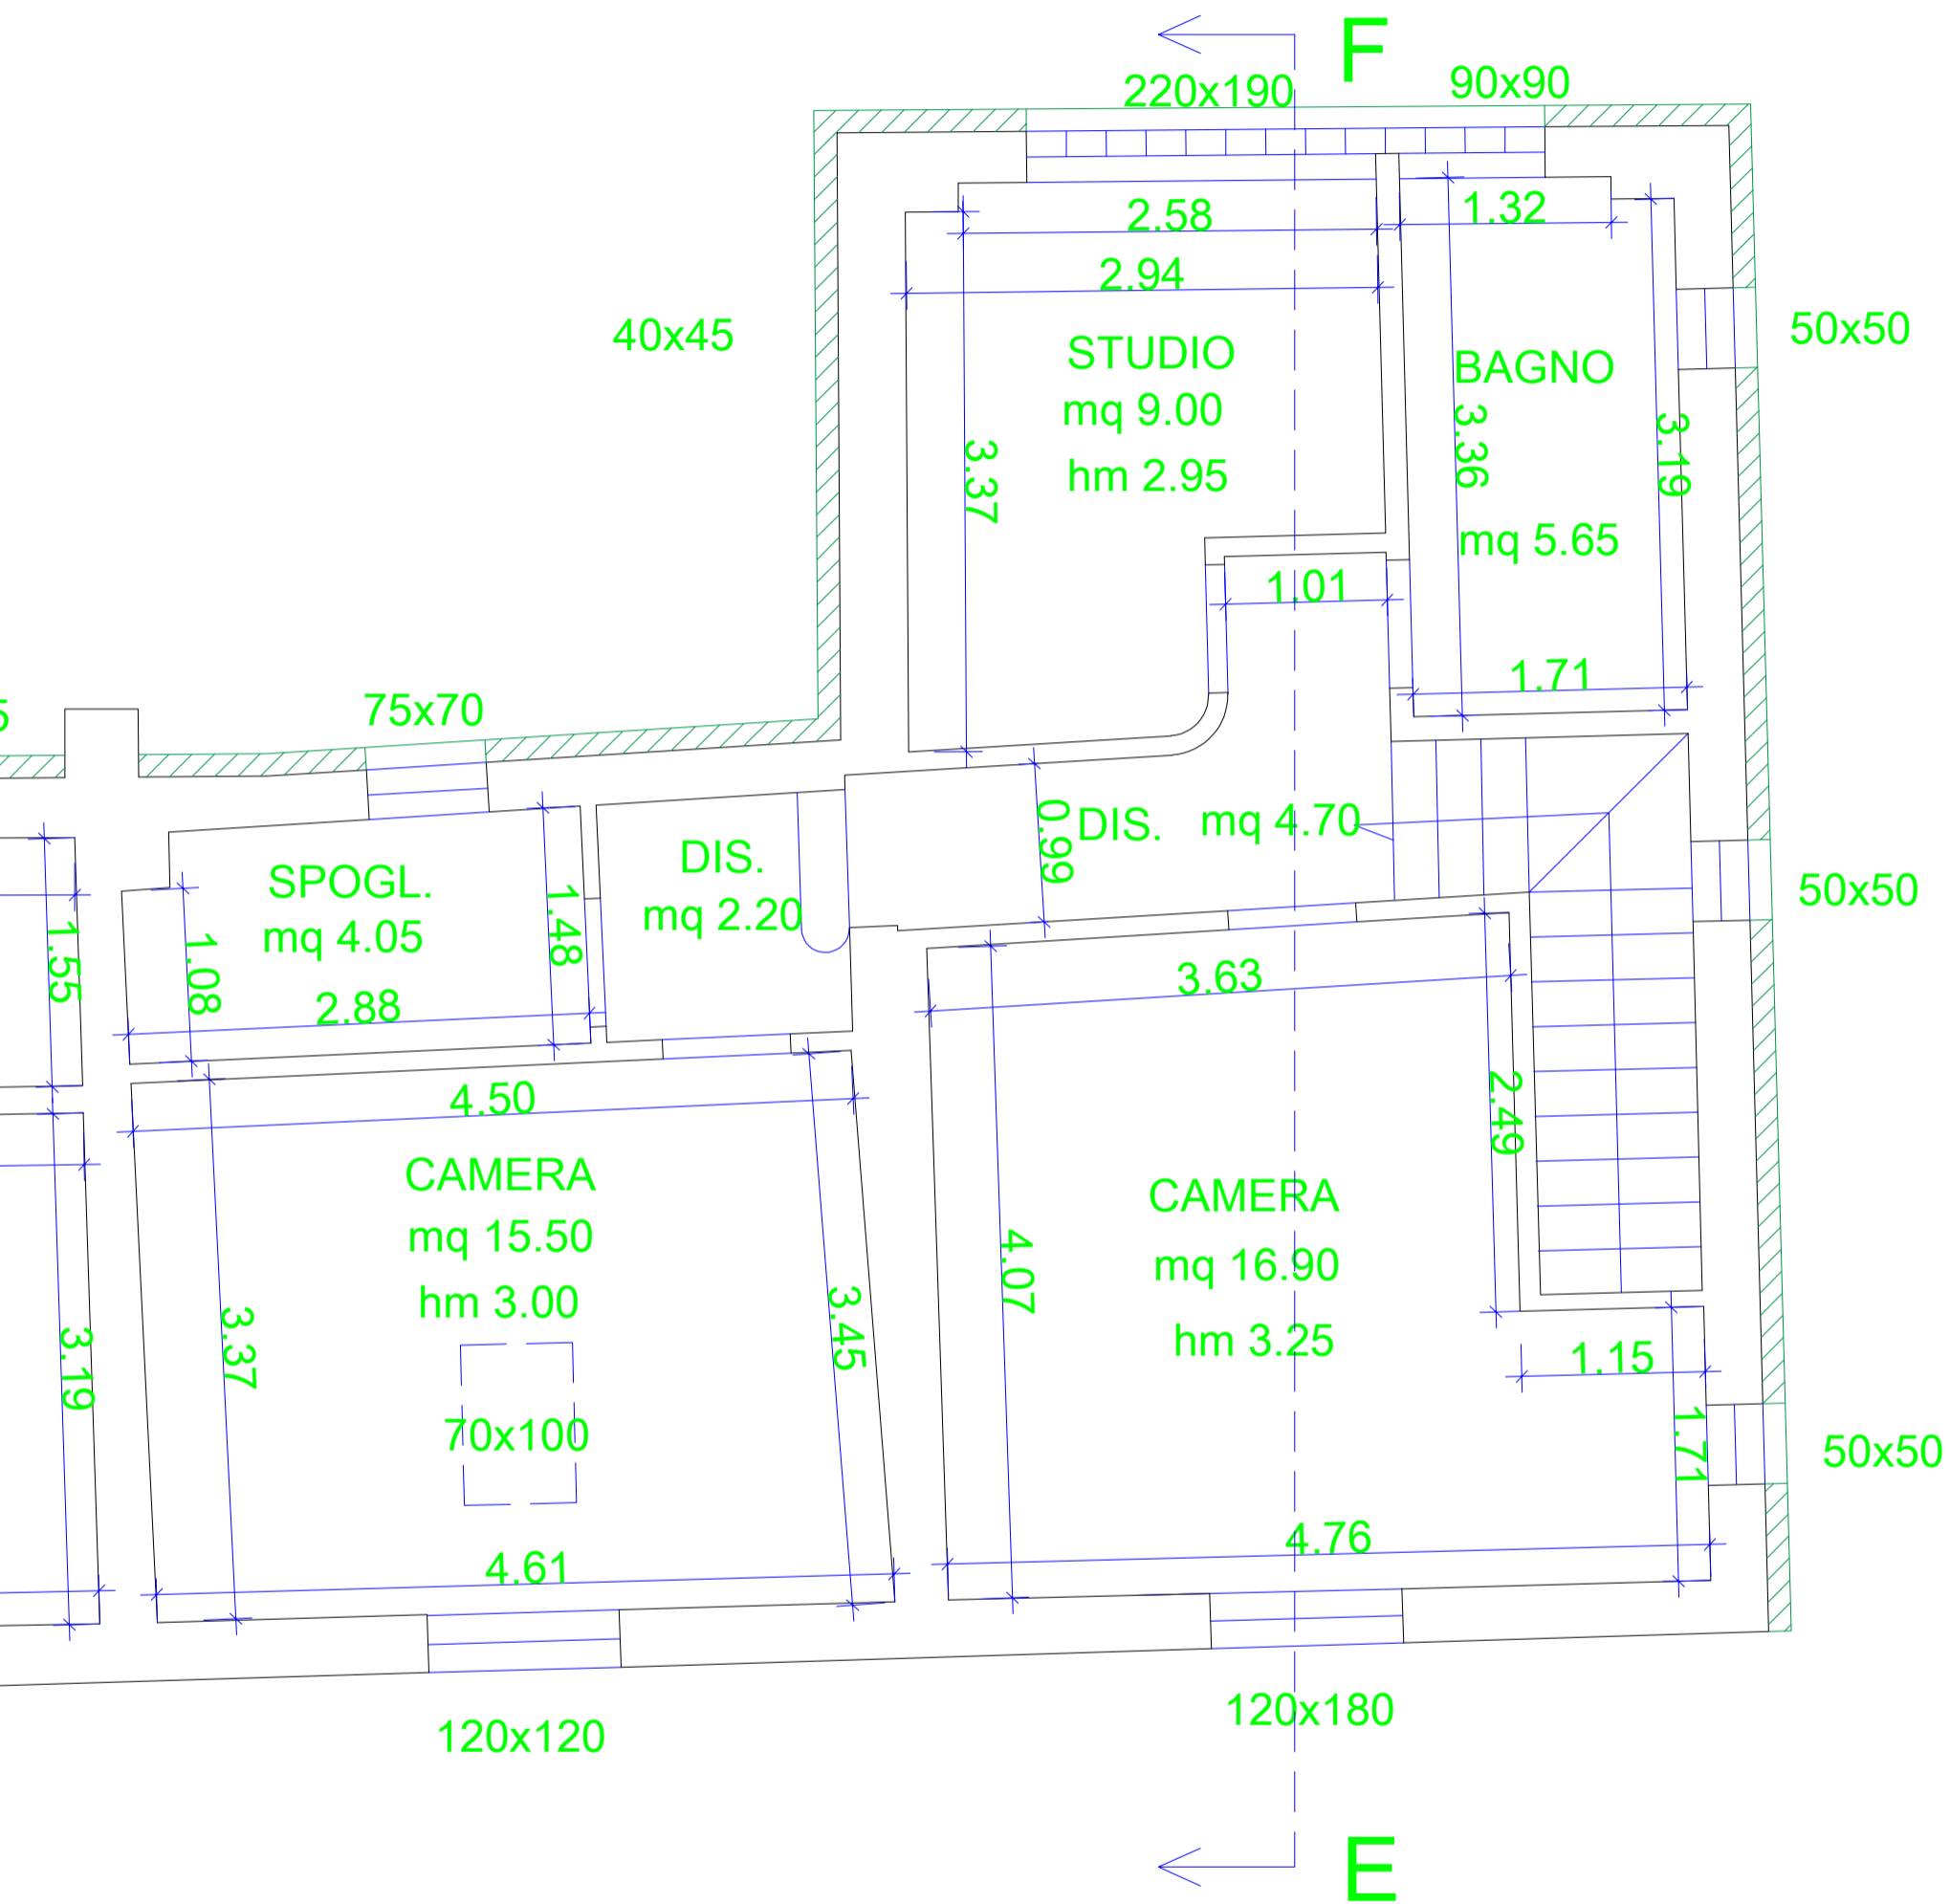 F
220x190
90x90
2.58
1.32
2.94
40x45
50x50
STUDIO
mq 9.00
hm 2.95
BAGNO
3.37
3.36
3.19
mq 5.65
1.01
1.71
75x70
0.99
DIS. mq 4.70
DIS.
mq 2.20
SPOGL.
mq 4.05
1.48
1.08
2.88
1.55
50x50
3.63
2.49
4.50
CAMERA
mq 15.50
hm 3.00
CAMERA
mq 16.90
hm 3.25
4.07
3.45
3.37
3.19
70x100
1.15
1.71
50x50
4.76
4.61
120x180
120x120
E